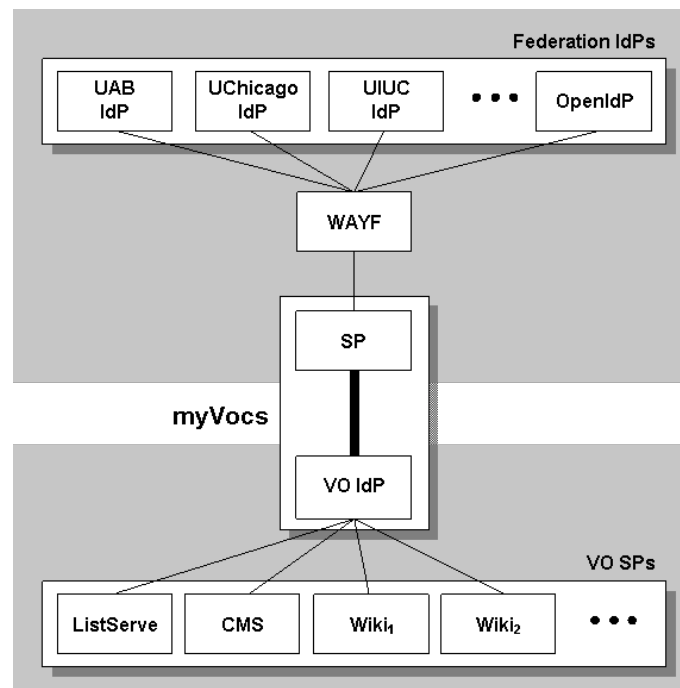 Federation IdPs
UAB
IdP
UChicago
IdP
UIUC
IdP
• • •
OpenIdP
WAYF
SP
myVocs
VO IdP
VO SPs
ListServe
CMS
Wiki₁
Wiki₂
• • •